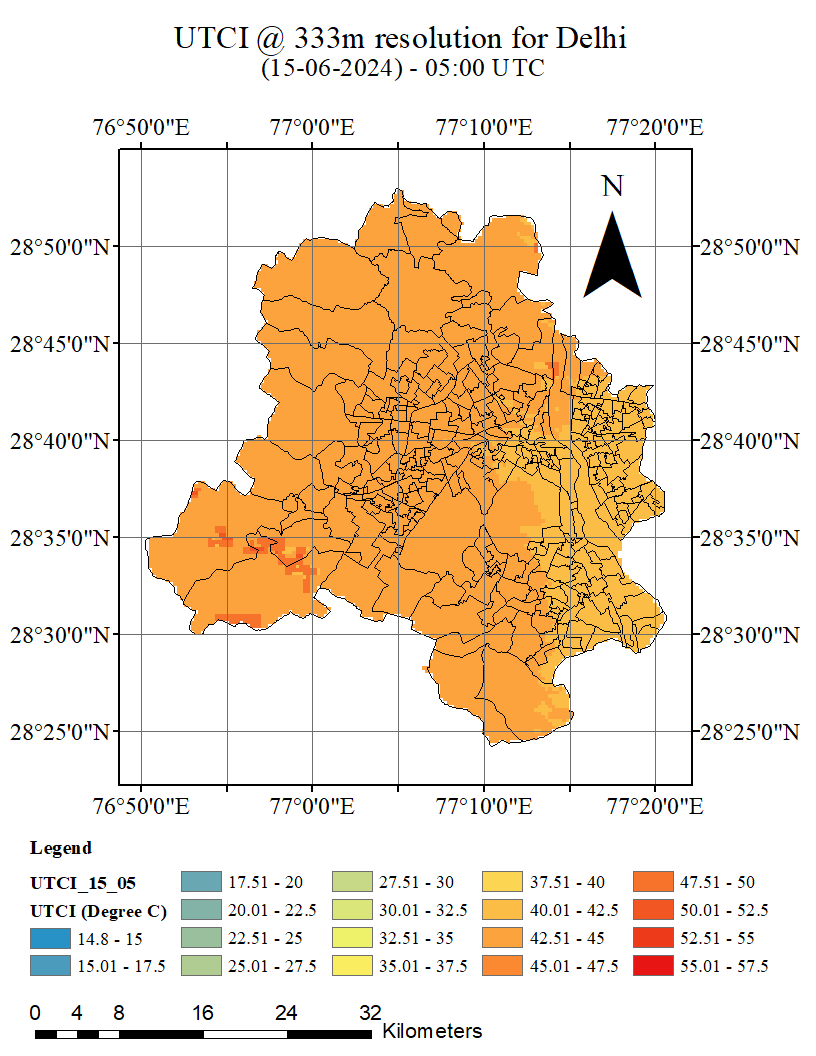 UTCI @ 333m resolution for Delhi
(15-06-2024) - 05:00 UTC
76°50'0"E 77°0'0"E 77°10'0"E 77°20'0"E
N
28°50'0"N 28°50'0"N
28°45'0"N 28°45'0"N
28°40'0"N 28°40'0"N
28°35'0"N 28°35'0"N
28°30'0"N 28°30'0"N
28°25'0"N 28°25'0"N
76°50'0"E 77°0'0"E 77°10'0"E 77°20'0"E
Legend
UTCI_15_05 17.51 - 20 27.51 - 30 37.51 - 40 47.51 - 50
UTCI (Degree C) 20.01 - 22.5 30.01 - 32.5 40.01 - 42.5 50.01 - 52.5
14.8 - 15 22.51 - 25 32.51 - 35 42.51 - 45 52.51 - 55
15.01 - 17.5 25.01 - 27.5 35.01 - 37.5 45.01 - 47.5 55.01 - 57.5
0 4 8 16 24 32
Kilometers